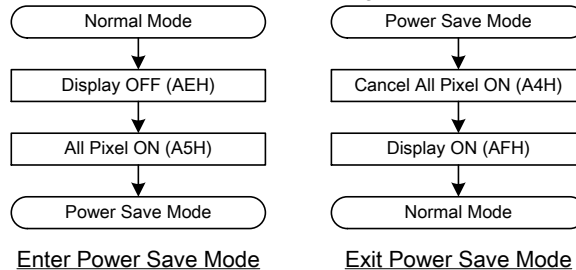 Normal Mode
Display OFF (AEH)
All Pixel ON (A5H)
Power Save Mode
Enter Power Save Mode
Power Save Mode
Cancel All Pixel ON (A4H)
Display ON (AFH)
Normal Mode
Exit Power Save Mode